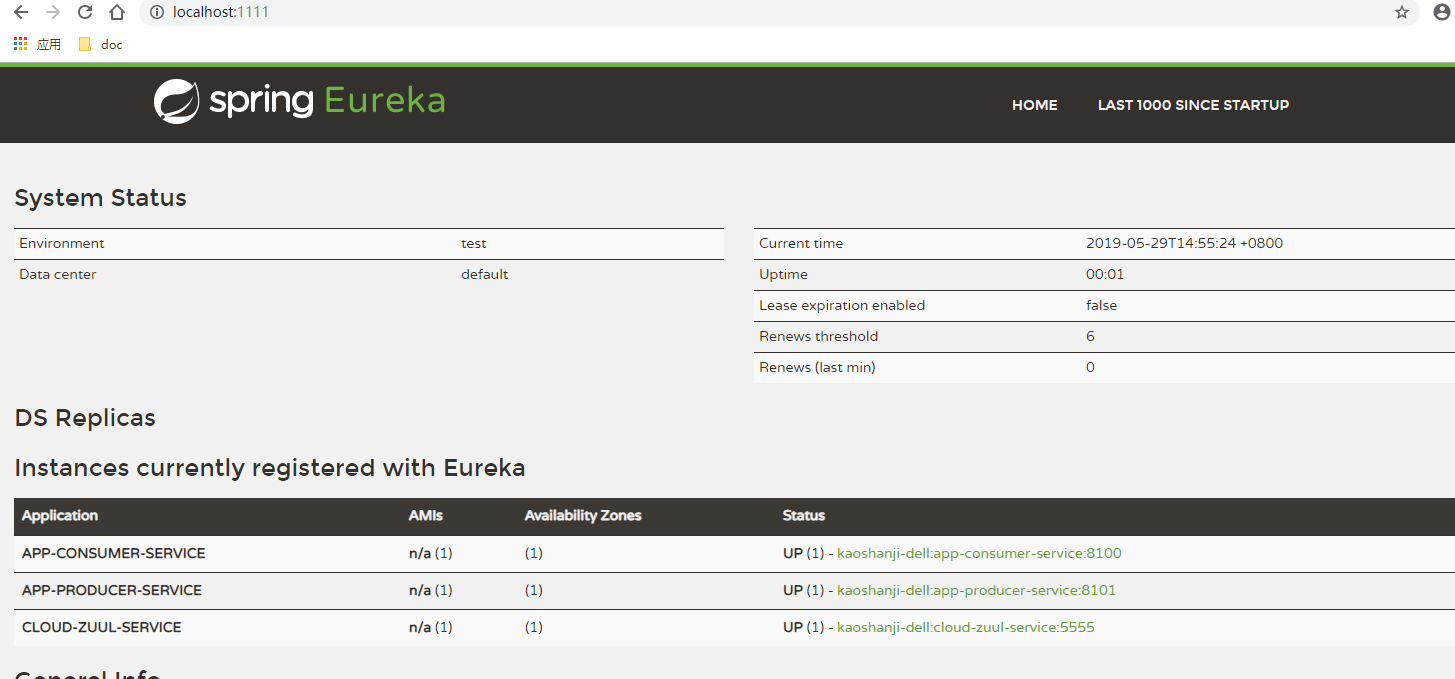 localhost:1111
应用 doc
spring Eureka
HOME LAST 1000 SINCE STARTUP
System Status
Environment test
Data center default
Current time 2019-05-29T14:55:24 +0800
Uptime 00:01
Lease expiration enabled false
Renews threshold 6
Renews (last min) 0
DS Replicas
Instances currently registered with Eureka
Application AMIs Availability Zones Status
APP-CONSUMER-SERVICE n/a (1) (1) UP (1) - kaoshanji-dell:app-consumer-service:8100
APP-PRODUCER-SERVICE n/a (1) (1) UP (1) - kaoshanji-dell:app-producer-service:8101
CLOUD-ZUUL-SERVICE n/a (1) (1) UP (1) - kaoshanji-dell:cloud-zuul-service:5555
General Info